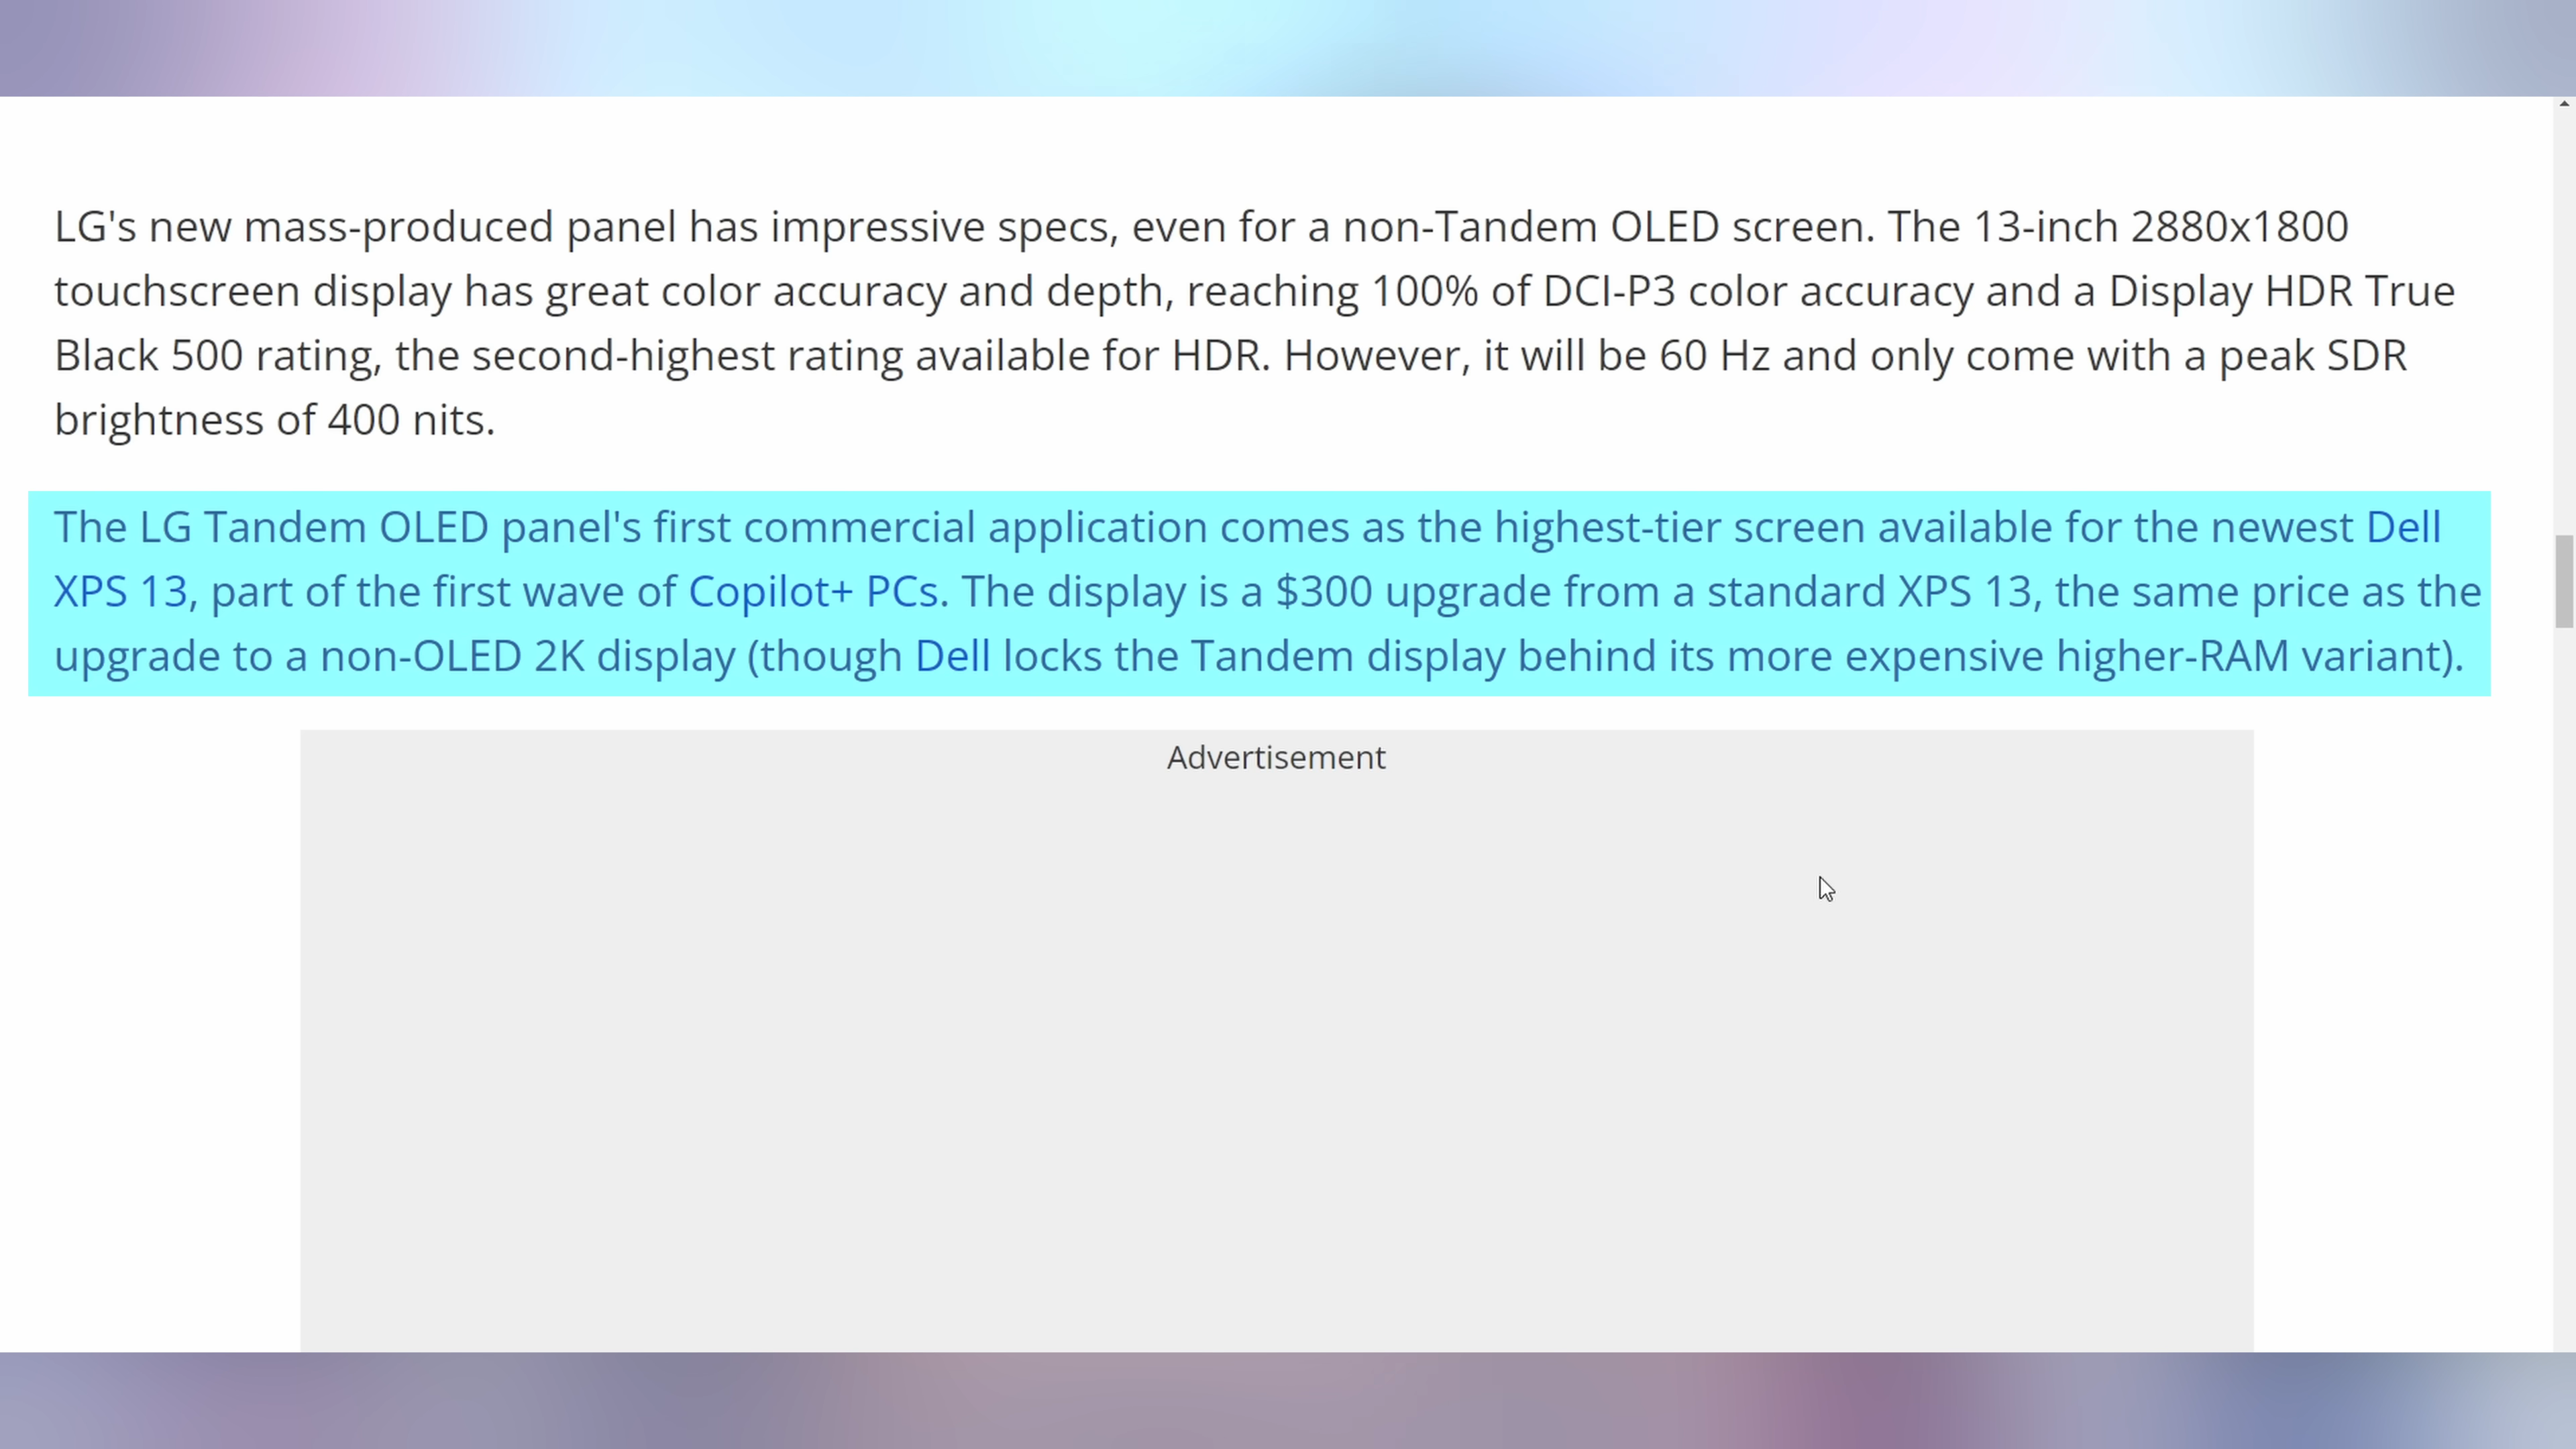 LG's new mass-produced panel has impressive specs, even for a non-Tandem OLED screen. The 13-inch 2880x1800
touchscreen display has great color accuracy and depth, reaching 100% of DCI-P3 color accuracy and a Display HDR True
Black 500 rating, the second-highest rating available for HDR. However, it will be 60 Hz and only come with a peak SDR
brightness of 400 nits.
The LG Tandem OLED panel's first commercial application comes as the highest-tier screen available for the newest Dell
XPS 13, part of the first wave of Copilot+ PCs. The display is a $300 upgrade from a standard XPS 13, the same price as the
upgrade to a non-OLED 2K display (though Dell locks the Tandem display behind its more expensive higher-RAM variant).
Advertisement